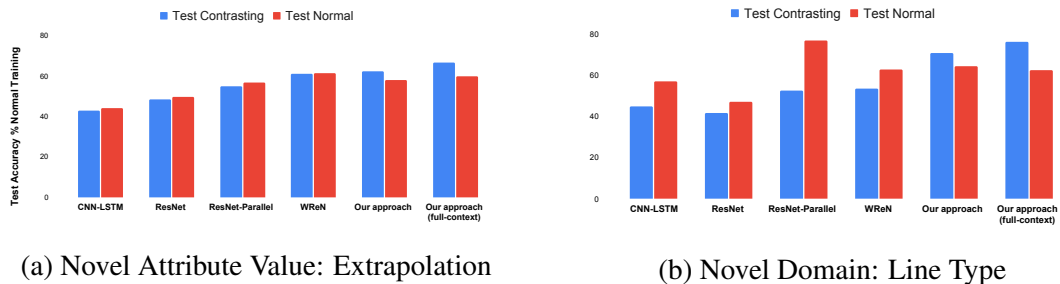 Test Contrasting Test Normal
Test Accuracy % Normal Training
80
60
40
20
0
CNN-LSTM ResNet ResNet-Parallel WReN Our approach Our approach
(full-context)
(a) Novel Attribute Value: Extrapolation
Test Contrasting Test Normal
80
60
40
20
0
CNN-LSTM ResNet ResNet-Parallel WReN Our approach Our approach
(full-context)
(b) Novel Domain: Line Type